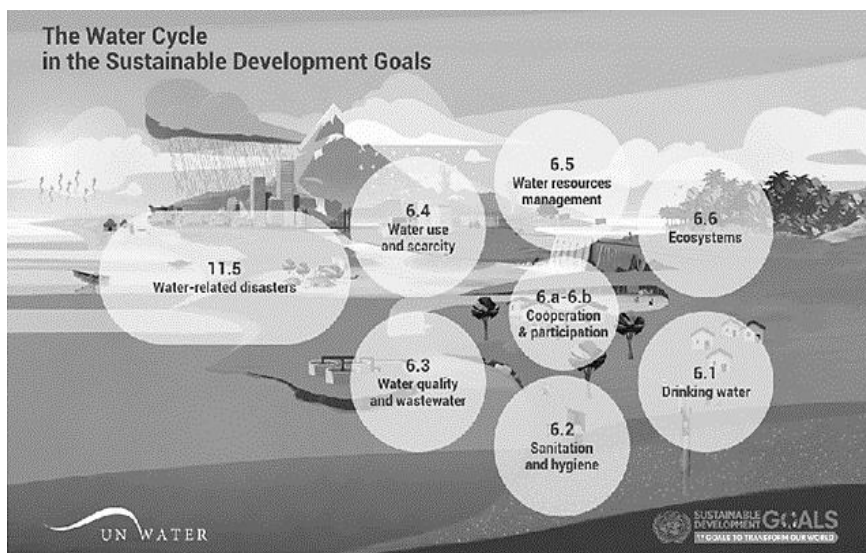 The Water Cycle
in the Sustainable Development Goals
6.5
Water resources
management
6.4
Water use
and scarcity
6.6
Ecosystems
11.5
Water-related disasters
6.a-6.b
Cooperation
& participation
6.3
Water quality
and wastewater
6.1
Drinking water
6.2
Sanitation
and hygiene
UN WATER
SUSTAINABLE
DEVELOPMENT GOALS
17 GOALS TO TRANSFORM OUR WORLD